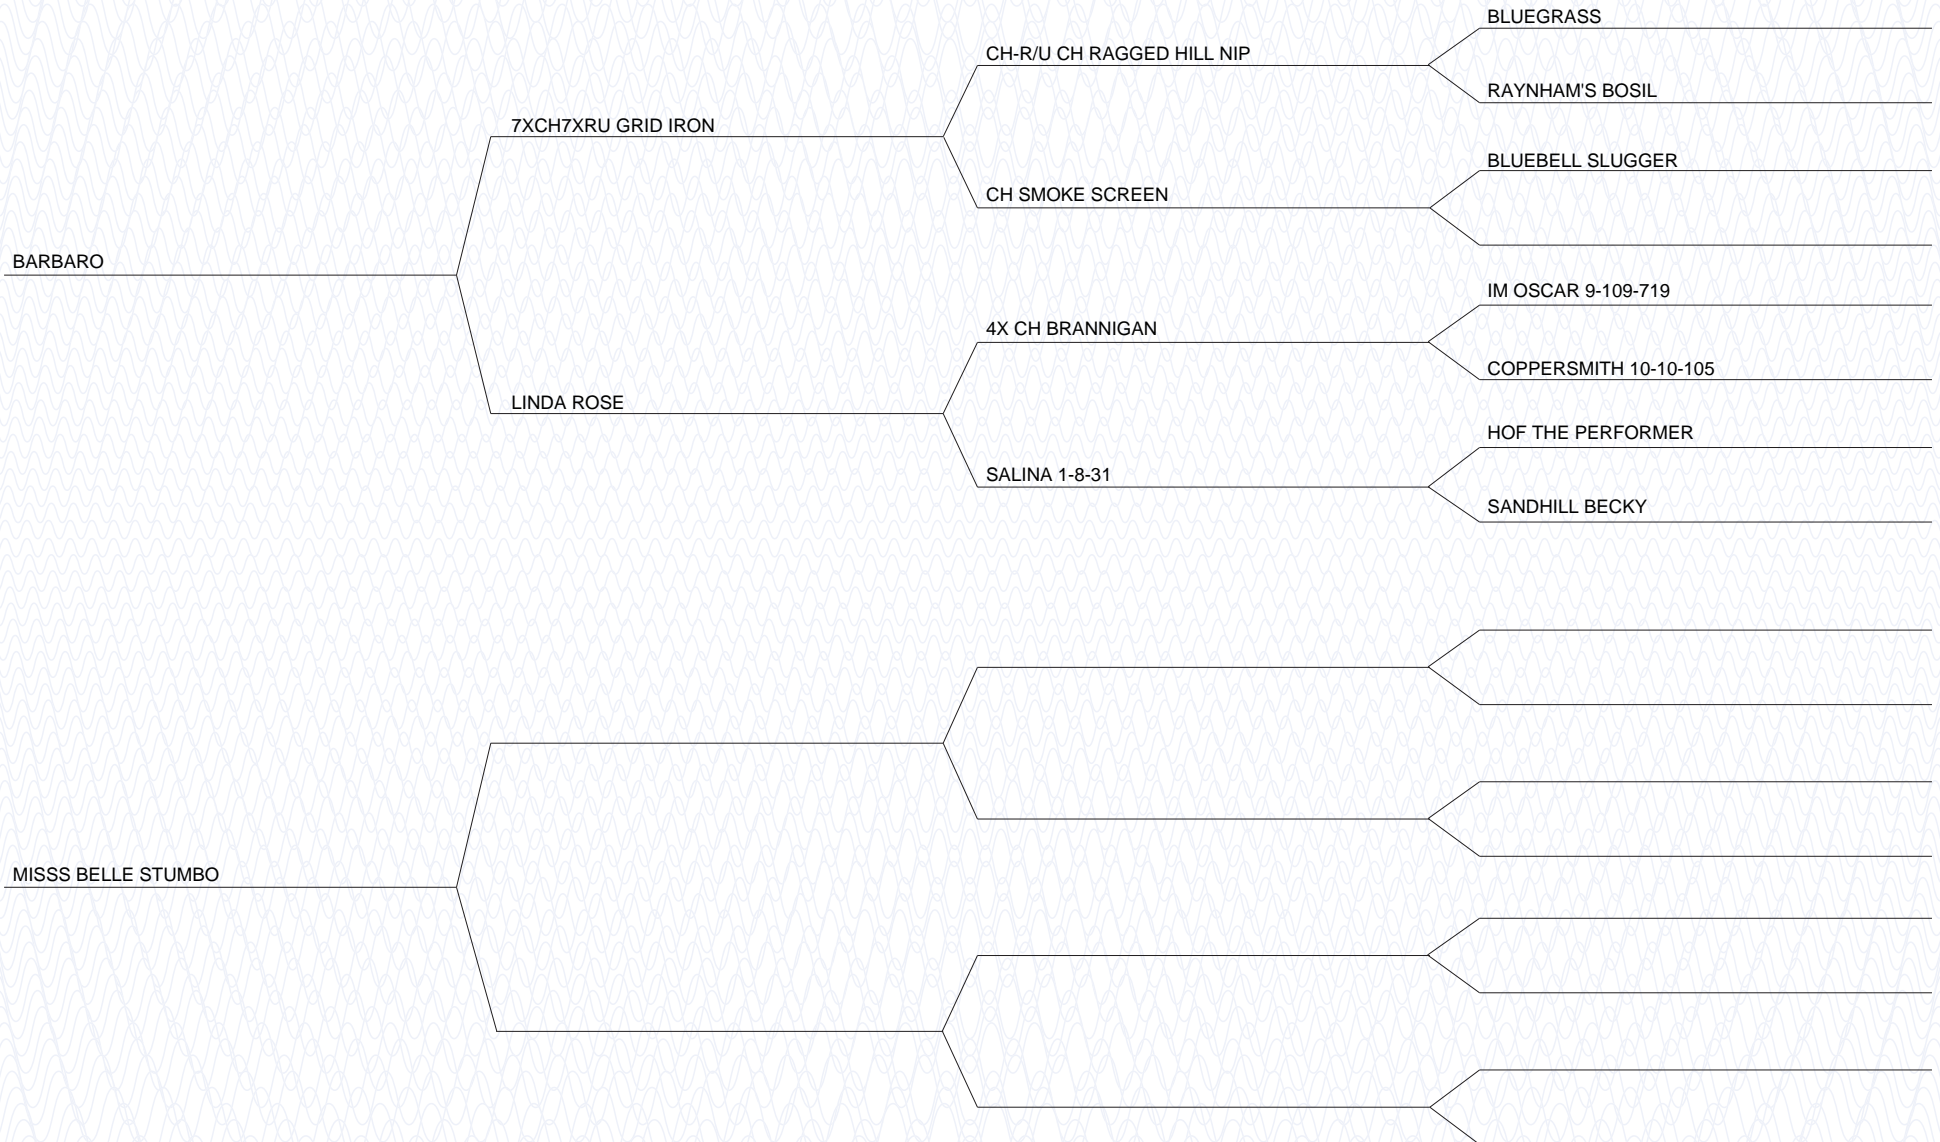 BLUEGRASS
CH-R/U CH RAGGED HILL NIP
RAYNHAM'S BOSIL
7XCH7XRU GRID IRON
BLUEBELL SLUGGER
CH SMOKE SCREEN
BARBARO
IM OSCAR 9-109-719
4X CH BRANNIGAN
COPPERSMITH 10-10-105
LINDA ROSE
HOF THE PERFORMER
SALINA 1-8-31
SANDHILL BECKY
MISSS BELLE STUMBO